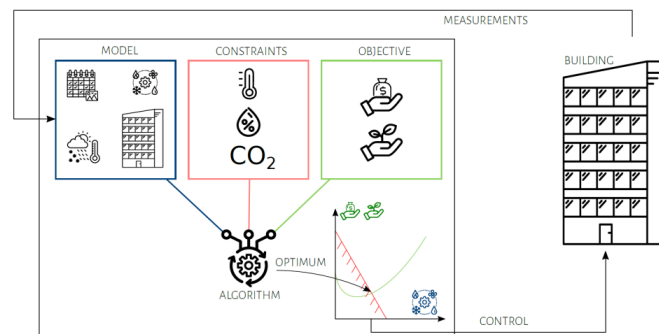 MEASUREMENTS
MODEL
CONSTRAINTS
OBJECTIVE
BUILDING
$
%
CO₂
$
OPTIMUM
ALGORITHM
CONTROL